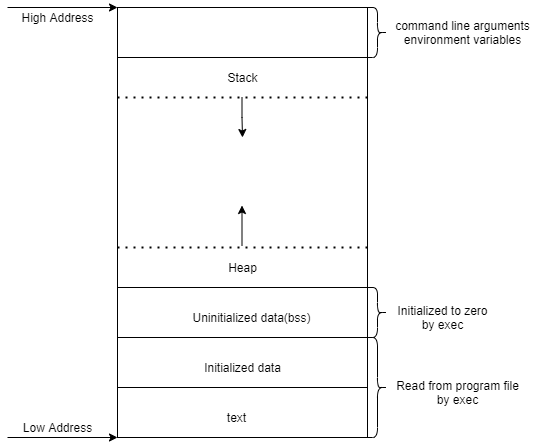 High Address
command line arguments
environment variables
Stack
Heap
Uninitialized data(bss)
Initialized to zero
by exec
Initialized data
Read from program file
by exec
text
Low Address